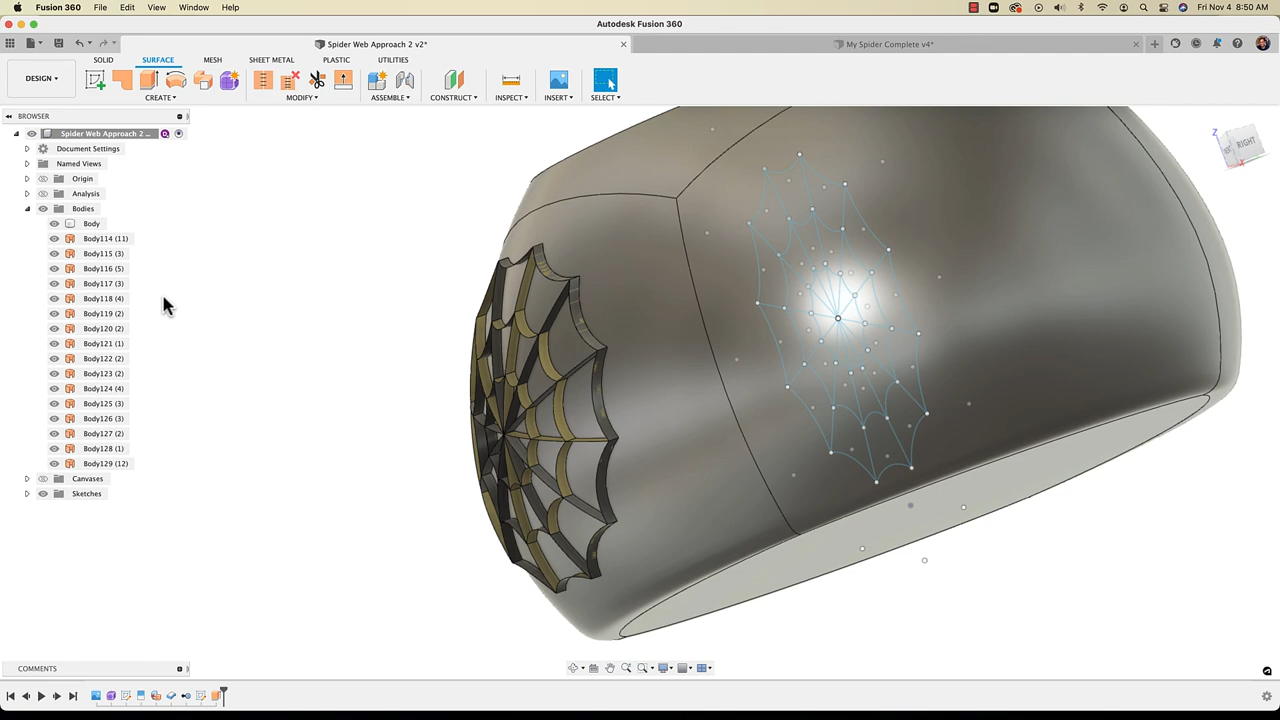 Fusion 360 File Edit View Window Help Fri Nov 4 8:50 AM
Autodesk Fusion 360
Spider Web Approach 2 v2* My Spider Complete v4*
SOLID SURFACE MESH SHEET METAL PLASTIC UTILITIES
DESIGN
CREATE MODIFY ASSEMBLE CONSTRUCT INSPECT INSERT SELECT
BROWSER
Spider Web Approach 2 ...
Document Settings
Named Views
Origin
Analysis
Bodies
Body
Body114 (11)
Body115 (3)
Body116 (5)
Body117 (3)
Body118 (4)
Body119 (2)
Body120 (2)
Body121 (1)
Body122 (2)
Body123 (2)
Body124 (4)
Body125 (3)
Body126 (3)
Body127 (2)
Body128 (1)
Body129 (12)
Canvases
Sketches
Z
RIGHT
X
COMMENTS